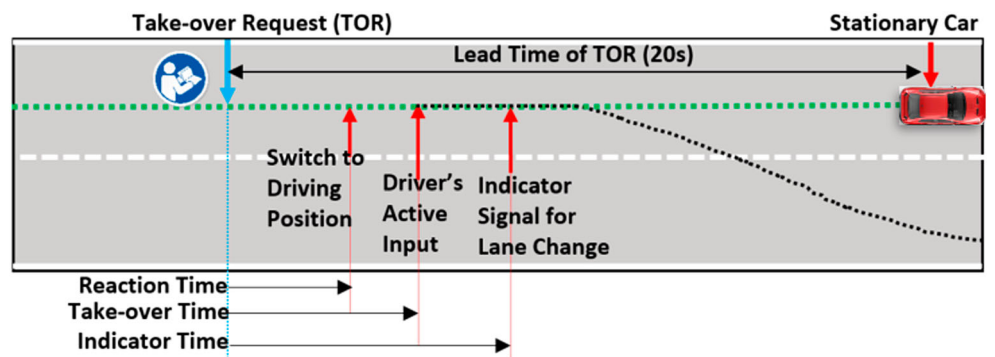 Take-over Request (TOR)
Stationary Car
Lead Time of TOR (20s)
Switch to
Driving
Position
Driver's
Active
Input
Indicator
Signal for
Lane Change
Reaction Time
Take-over Time
Indicator Time